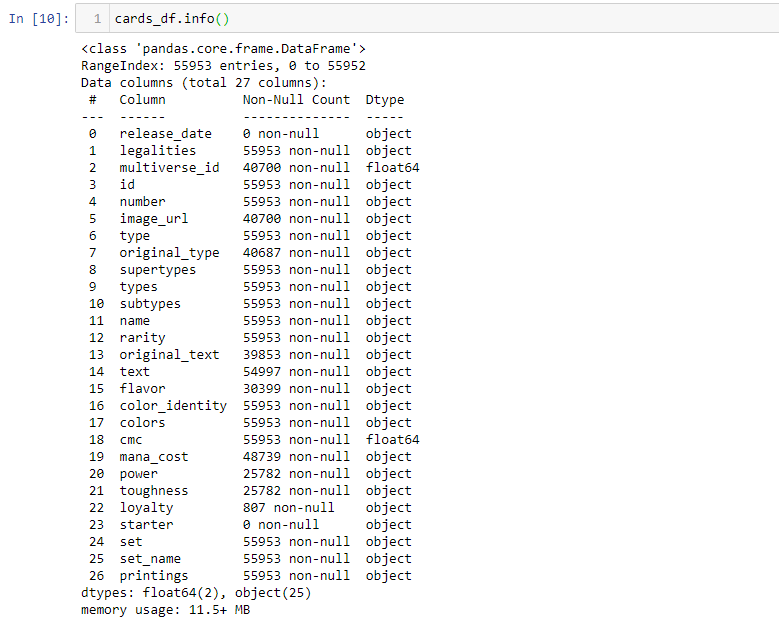 In [10]: 1 cards_df.info()
<class 'pandas.core.frame.DataFrame'>
RangeIndex: 55953 entries, 0 to 55952
Data columns (total 27 columns):
 #   Column          Non-Null Count  Dtype
---  ------          --------------  -----
 0   release_date    0 non-null      object
 1   legalities      55953 non-null  object
 2   multiverse_id   40700 non-null  float64
 3   id              55953 non-null  object
 4   number          55953 non-null  object
 5   image_url       40700 non-null  object
 6   type            55953 non-null  object
 7   original_type   40687 non-null  object
 8   supertypes      55953 non-null  object
 9   types           55953 non-null  object
 10  subtypes        55953 non-null  object
 11  name            55953 non-null  object
 12  rarity          55953 non-null  object
 13  original_text   39853 non-null  object
 14  text            54997 non-null  object
 15  flavor          30399 non-null  object
 16  color_identity  55953 non-null  object
 17  colors          55953 non-null  object
 18  cmc             55953 non-null  float64
 19  mana_cost       48739 non-null  object
 20  power           25782 non-null  object
 21  toughness       25782 non-null  object
 22  loyalty         807 non-null    object
 23  starter         0 non-null      object
 24  set             55953 non-null  object
 25  set_name        55953 non-null  object
 26  printings       55953 non-null  object
dtypes: float64(2), object(25)
memory usage: 11.5+ MB